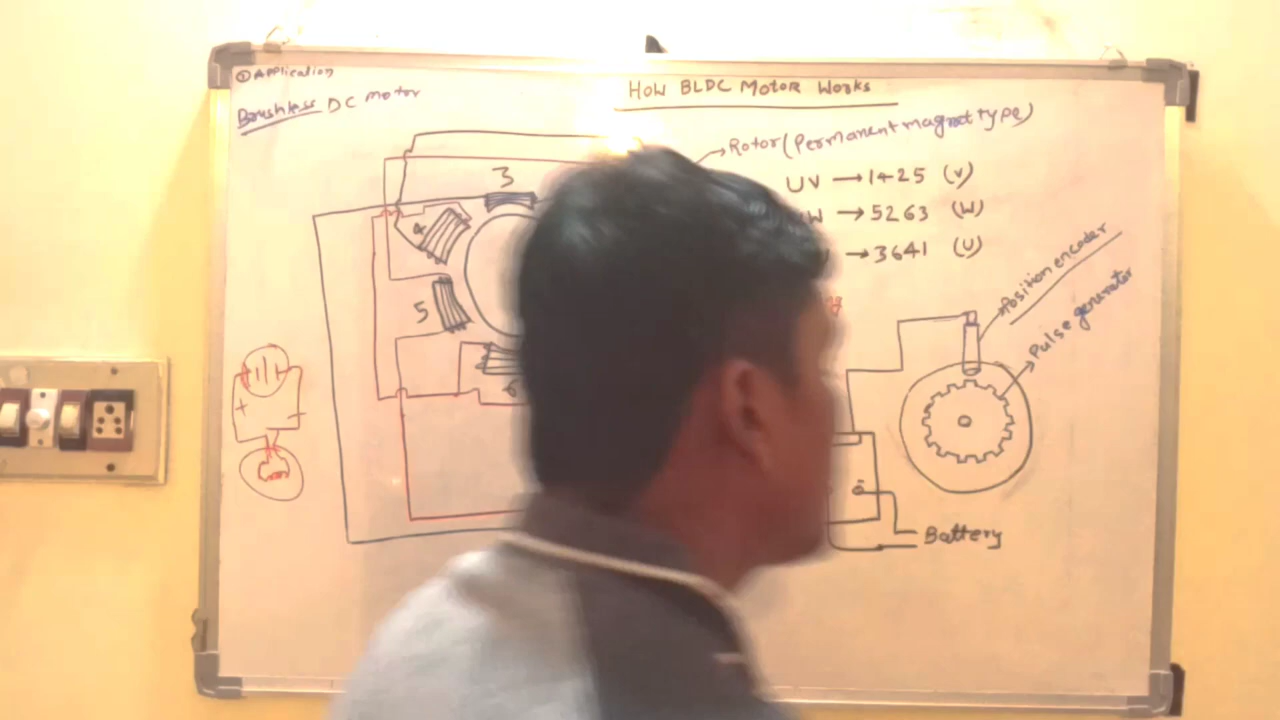 ① Application
Brushless DC motor
How BLDC Motor Works
Rotor (Permanent magnet type)
UV → 1425 (V)
W → 5263 (W)
→ 3641 (U)
3
4
5
6
Position encoder
Pulse generator
+ -
-
Battery